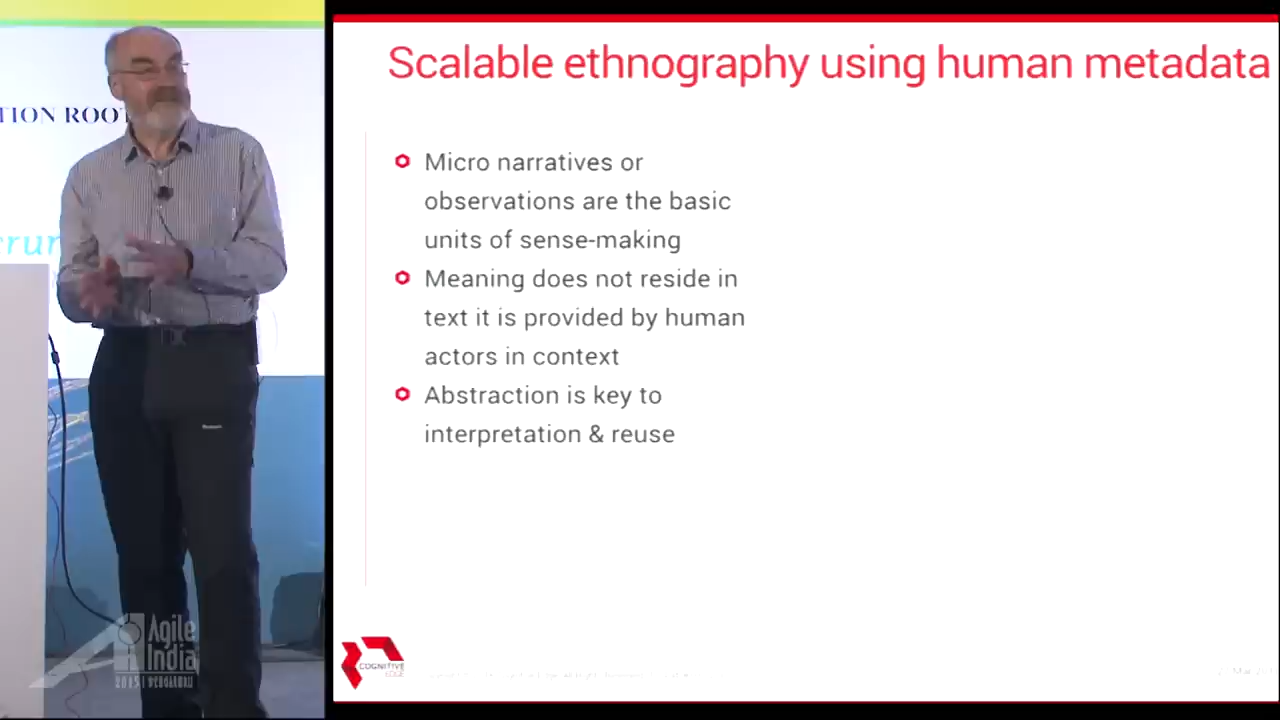 Scalable ethnography using human metadata
TION ROOT
Micro narratives or
observations are the basic
units of sense-making
Meaning does not reside in
text it is provided by human
actors in context
Abstraction is key to
interpretation & reuse
Agile
India
2015 | BENGALURU
COGNITIVE
EDGE